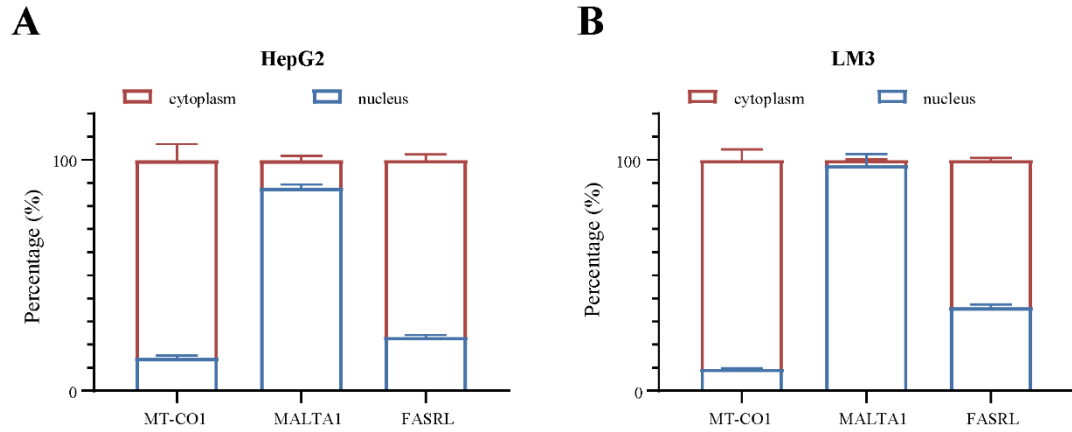 A
HepG2
cytoplasm nucleus
Percentage (%)
100
0
MT-CO1 MALTA1 FASRL
B
LM3
cytoplasm nucleus
Percentage (%)
100
0
MT-CO1 MALTA1 FASRL